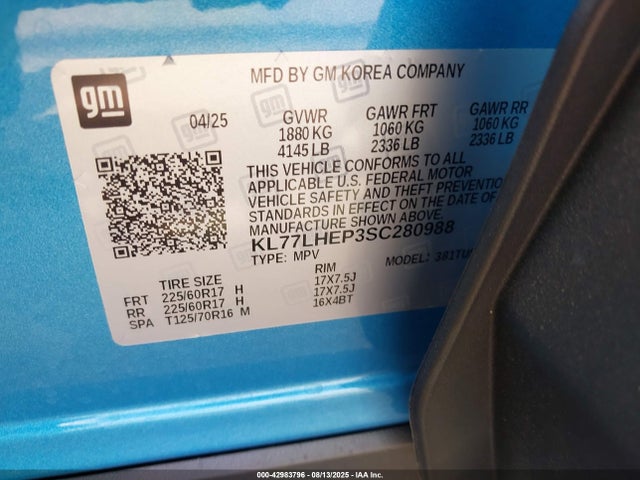 gm
MFD BY GM KOREA COMPANY
04/25
GVWR GAWR FRT GAWR RR
1880 KG 1060 KG 1060 KG
4145 LB 2336 LB 2336 LB
THIS VEHICLE CONFORMS TO ALL
APPLICABLE U.S. FEDERAL MOTOR
VEHICLE SAFETY AND THEFT PREVENTION
STANDARDS IN EFFECT ON THE DATE OF
MANUFACTURE SHOWN ABOVE.
KL77LHEP3SC280988
TYPE: MPV MODEL:
TIRE SIZE RIM
FRT 225/60R17 H 17X7.5J
RR 225/60R17 H 17X7.5J
SPA T125/70R16 M 16X4BT
000-42983796 - 08/13/2025 - IAA Inc.